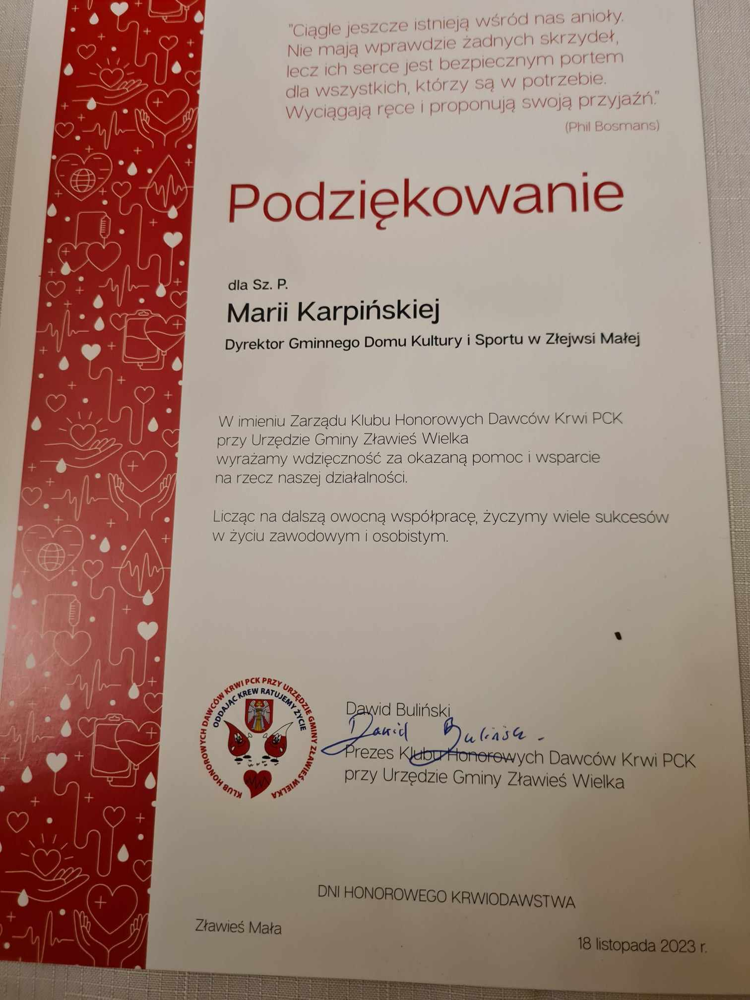 "Ciągle jeszcze istnieją wśród nas anioły.
Nie mają wprawdzie żadnych skrzydeł,
lecz ich serce jest bezpiecznym portem
dla wszystkich, którzy są w potrzebie.
Wyciągają ręce i proponują swoją przyjaźń."
(Phil Bosmans)
Podziękowanie
dla Sz. P.
Marii Karpińskiej
Dyrektor Gminnego Domu Kultury i Sportu w Złejwsi Małej
W imieniu Zarządu Klubu Honorowych Dawców Krwi PCK
przy Urzędzie Gminy Zławieś Wielka
wyrażamy wdzięczność za okazaną pomoc i wsparcie
na rzecz naszej działalności.
Licząc na dalszą owocną współpracę, życzymy wiele sukcesów
w życiu zawodowym i osobistym.
KLUB HONOROWYCH DAWCÓW KRWI PCK PRZY URZĘDZIE GMINY ZŁAWIEŚ WIELKA
ODDAJĄC KREW RATUJEMY ŻYCIE
Dawid Buliński
Dawid Buliński
Prezes Klubu Honorowych Dawców Krwi PCK
przy Urzędzie Gminy Zławieś Wielka
DNI HONOROWEGO KRWIODAWSTWA
Zławieś Mała
18 listopada 2023 r.